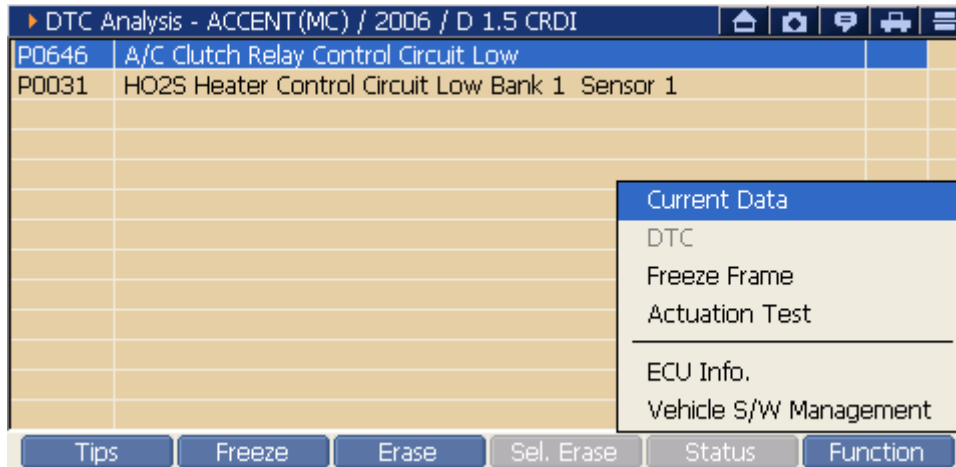 DTC Analysis - ACCENT(MC) / 2006 / D 1.5 CRDI
P0646 A/C Clutch Relay Control Circuit Low
P0031 HO2S Heater Control Circuit Low Bank 1 Sensor 1
Current Data
DTC
Freeze Frame
Actuation Test
ECU Info.
Vehicle S/W Management
Tips Freeze Erase Sel. Erase Status Function